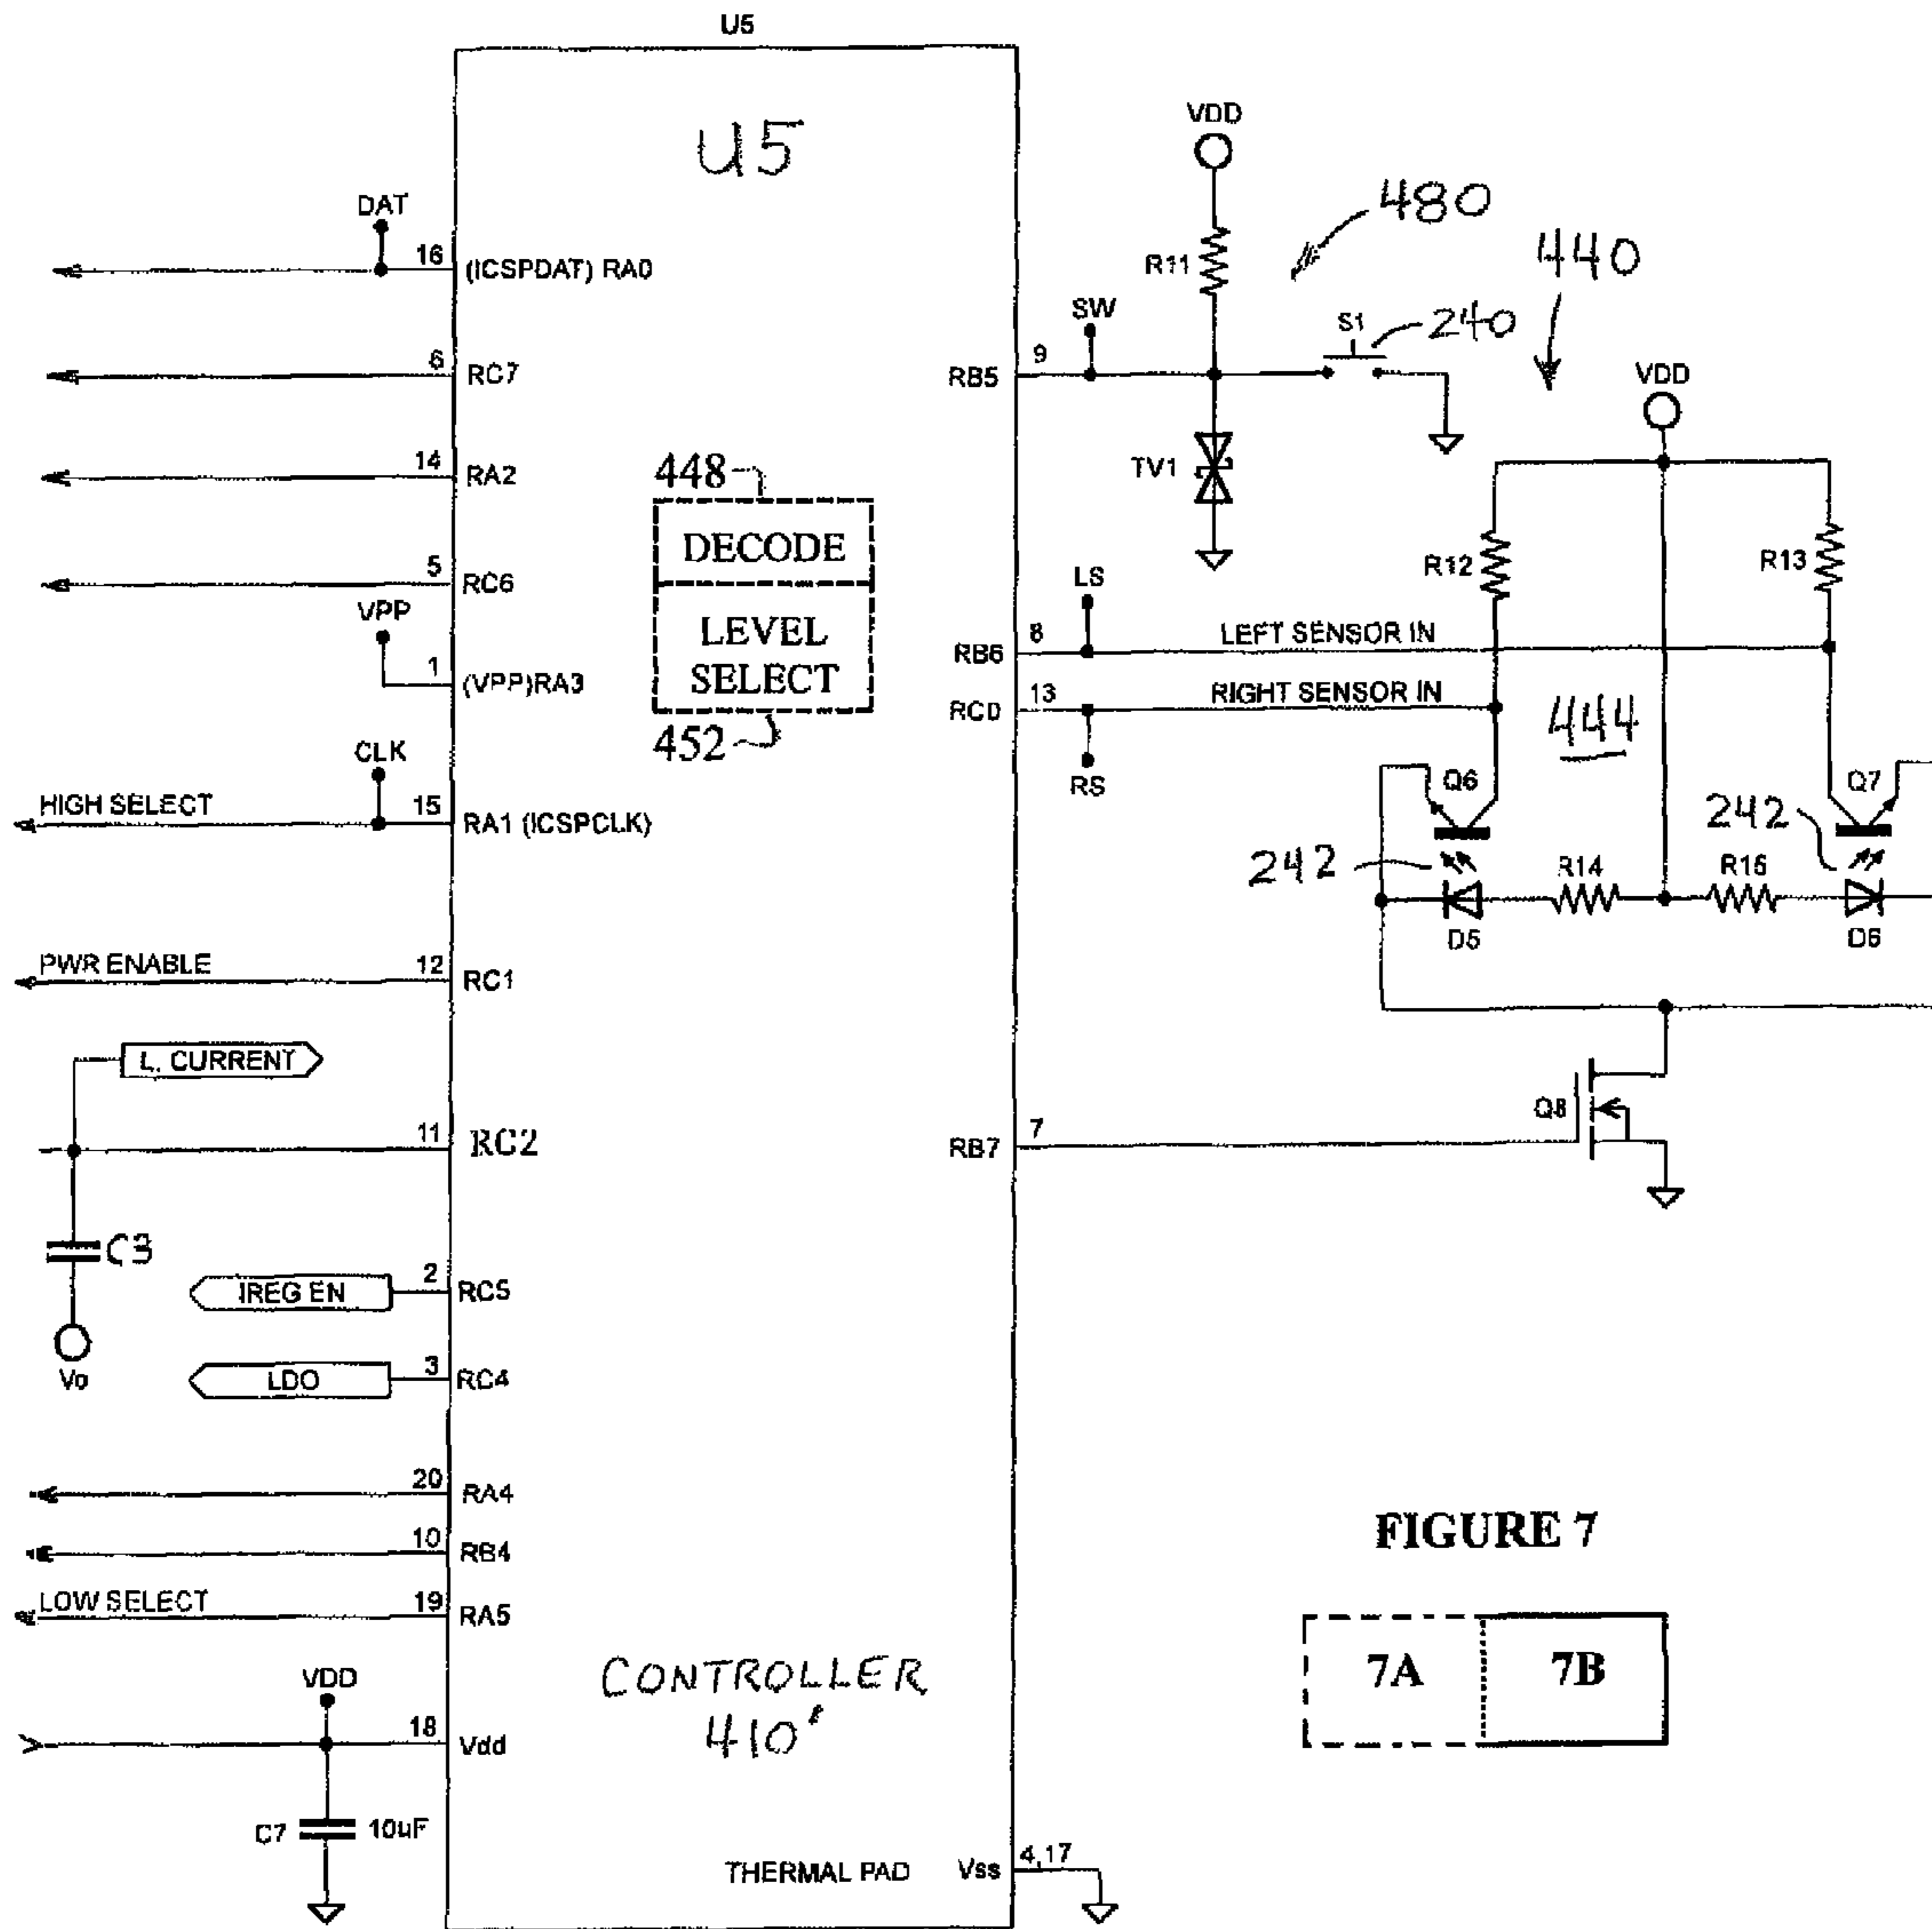 U5
U5
DAT
16
(ICSPDAT) RA0
6
RC7
14
RA2
5
RC6
VPP
1
(VPP)RA3
CLK
HIGH SELECT
15
RA1 (ICSPCLK)
PWR ENABLE
12
RC1
L. CURRENT
11
RC2
C3
Vo
IREG EN
2
RC5
LDO
3
RC4
20
RA4
10
RB4
LOW SELECT
19
RA5
VDD
18
Vdd
C7
10uF
448
DECODE
LEVEL
SELECT
452
CONTROLLER
410'
THERMAL PAD
Vss
4,17
VDD
R11
480
440
SW
S1
240
9
RB5
TV1
VDD
R12
R13
LS
8
RB6
LEFT SENSOR IN
13
RC0
RIGHT SENSOR IN
RS
444
Q6
Q7
242
242
R14
R15
D5
D6
Q8
7
RB7
FIGURE 7
7A
7B